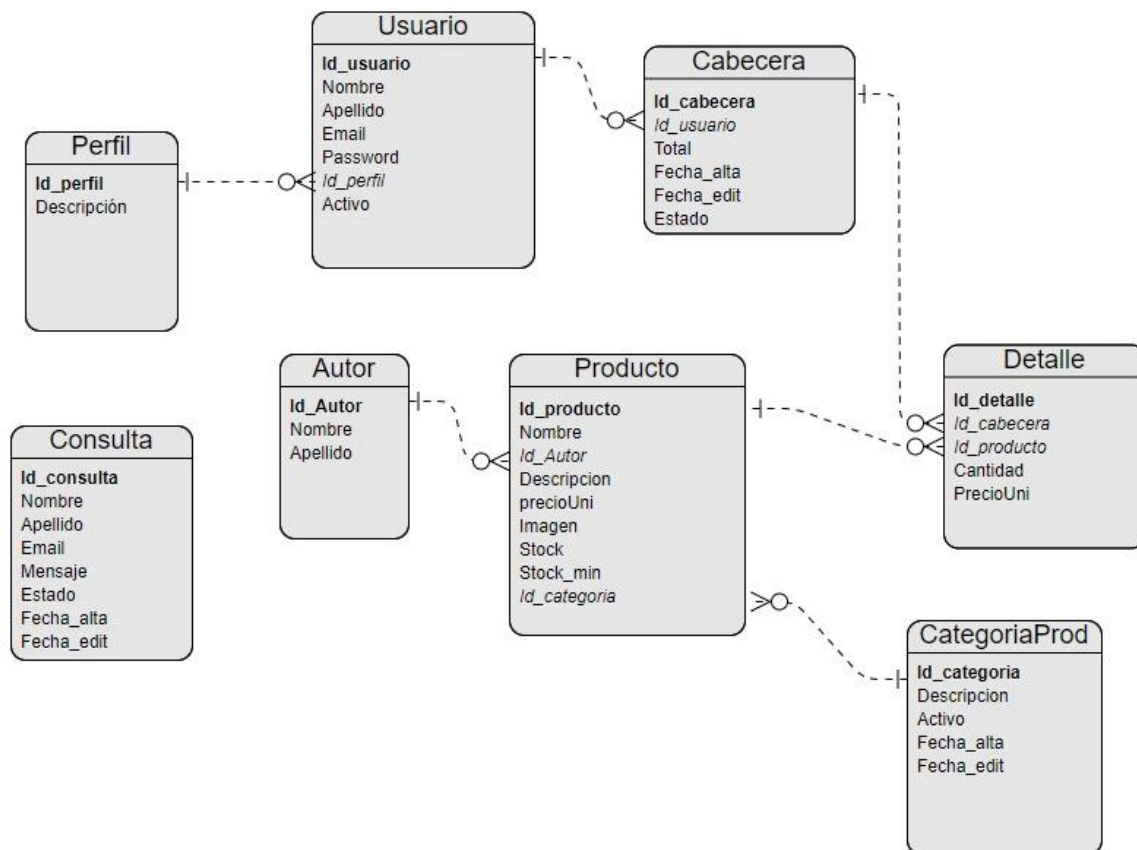 Usuario
Id_usuario
Nombre
Apellido
Email
Password
Id_perfil
Activo
Cabecera
Id_cabecera
Id_usuario
Total
Fecha_alta
Fecha_edit
Estado
Perfil
Id_perfil
Descripción
Autor
Id_Autor
Nombre
Apellido
Producto
Id_producto
Nombre
Id_Autor
Descripcion
precioUni
Imagen
Stock
Stock_min
Id_categoria
Detalle
Id_detalle
Id_cabecera
Id_producto
Cantidad
PrecioUni
Consulta
Id_consulta
Nombre
Apellido
Email
Mensaje
Estado
Fecha_alta
Fecha_edit
CategoriaProd
Id_categoria
Descripcion
Activo
Fecha_alta
Fecha_edit